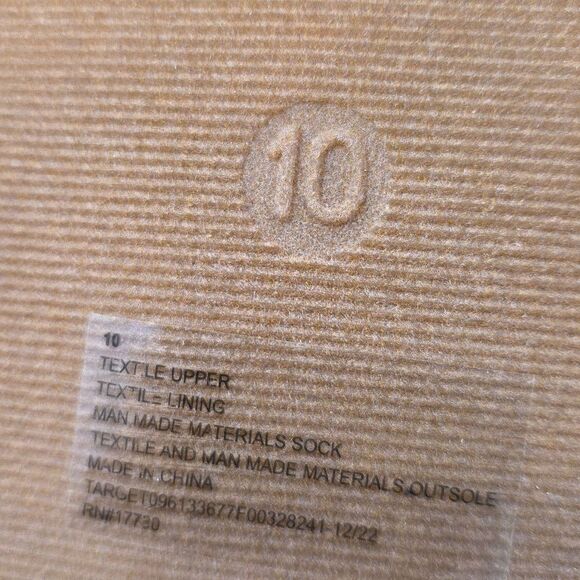 10
10
TEXTILE UPPER
TEXTILE LINING
MAN MADE MATERIALS SOCK
TEXTILE AND MAN MADE MATERIALS OUTSOLE
MADE IN CHINA
TARGET096133677F00328241 12/22
RN#17730